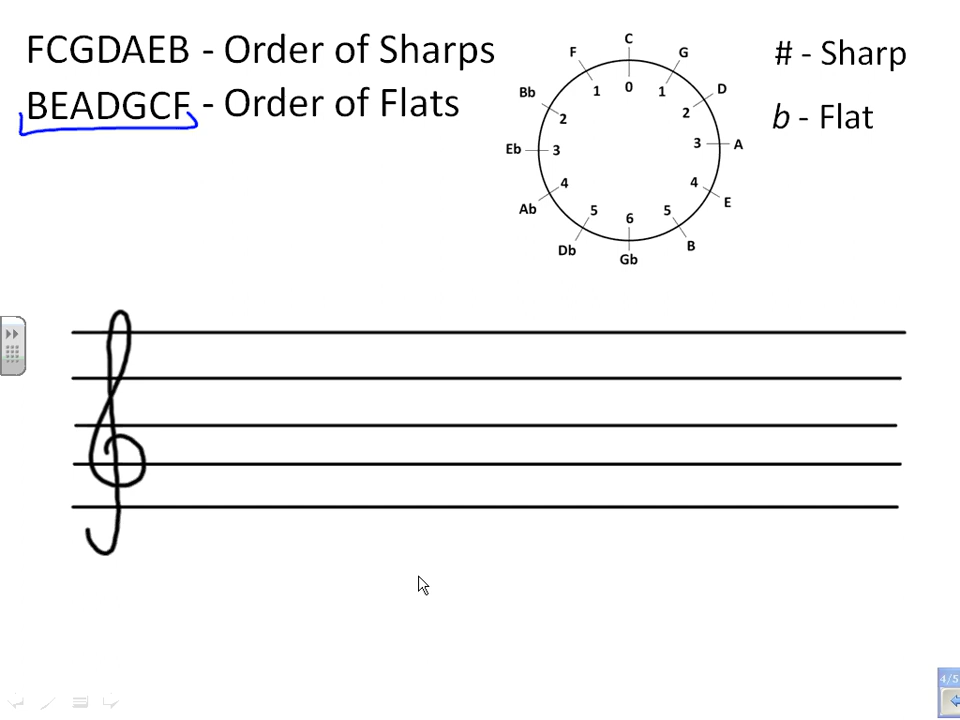 FCGDAEB - Order of Sharps
BEADGCF - Order of Flats
# - Sharp
b - Flat
C
F
G
Bb
D
Eb
A
Ab
E
Db
B
Gb
0
1
1
2
2
3
3
4
4
5
5
6
4/5